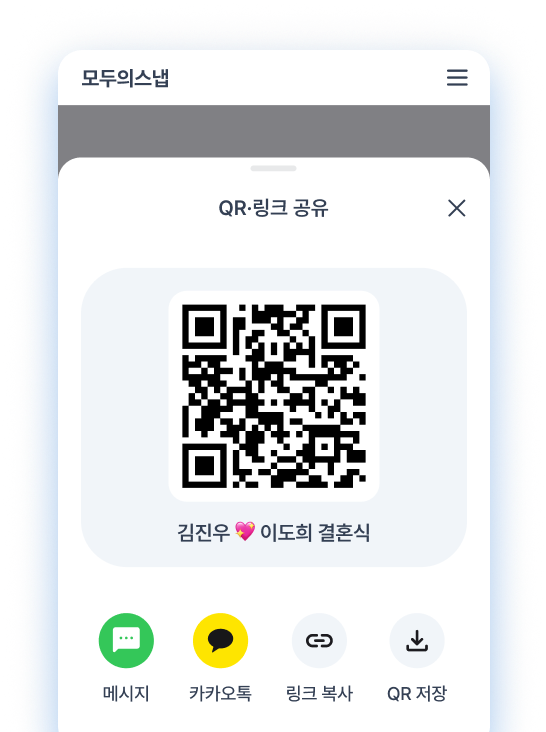 모두의스냅
QR·링크 공유
김진우 💖 이도희 결혼식
메시지
카카오톡
링크 복사
QR 저장